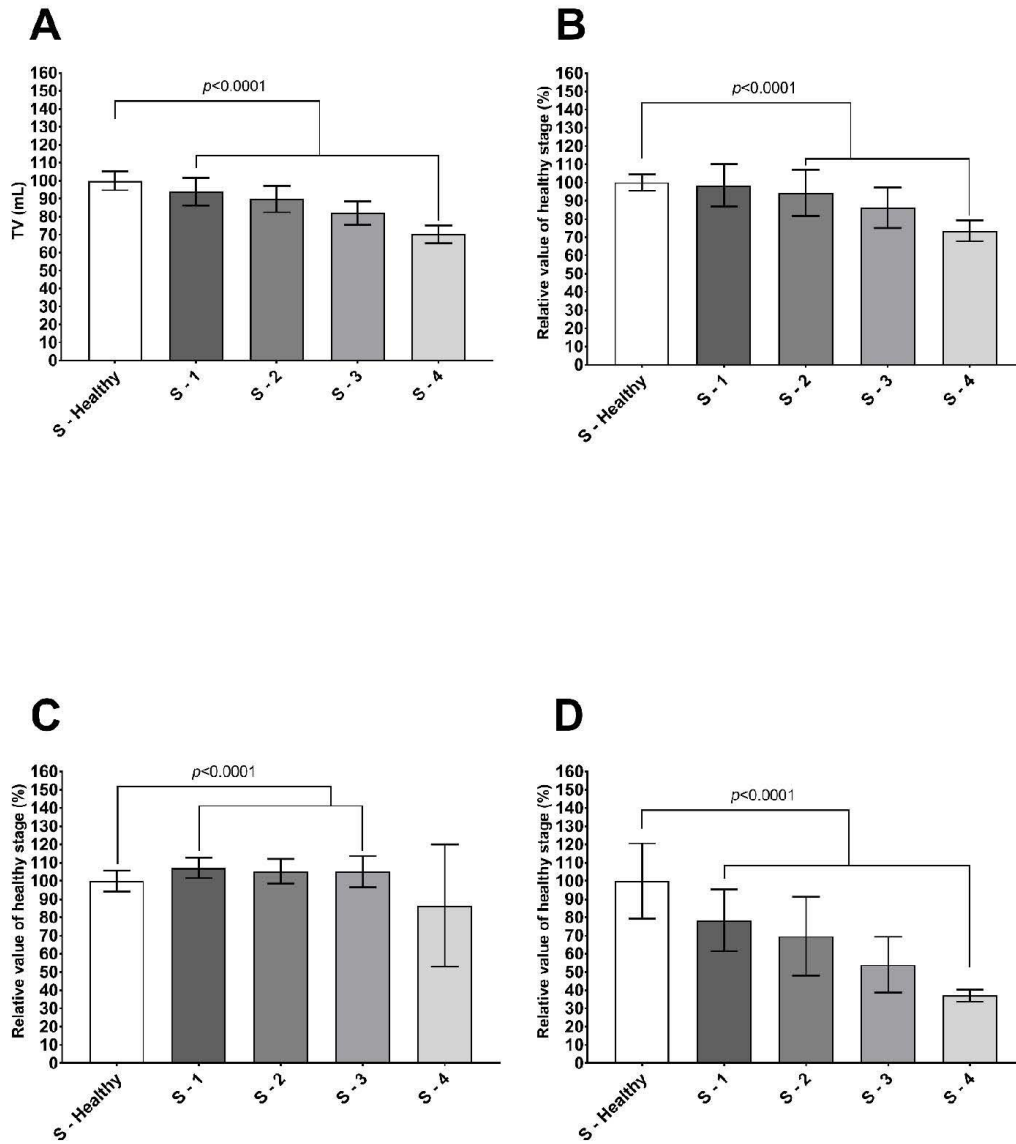 A
p<0.0001
TV (mL)
160
150
140
130
120
110
100
90
80
70
60
50
40
30
20
10
0
S - Healthy
S - 1
S - 2
S - 3
S - 4
B
p<0.0001
Relative value of healthy stage (%)
160
150
140
130
120
110
100
90
80
70
60
50
40
30
20
10
0
S - Healthy
S - 1
S - 2
S - 3
S - 4
C
p<0.0001
Relative value of healthy stage (%)
160
150
140
130
120
110
100
90
80
70
60
50
40
30
20
10
0
S - Healthy
S - 1
S - 2
S - 3
S - 4
D
p<0.0001
Relative value of healthy stage (%)
160
150
140
130
120
110
100
90
80
70
60
50
40
30
20
10
0
S - Healthy
S - 1
S - 2
S - 3
S - 4